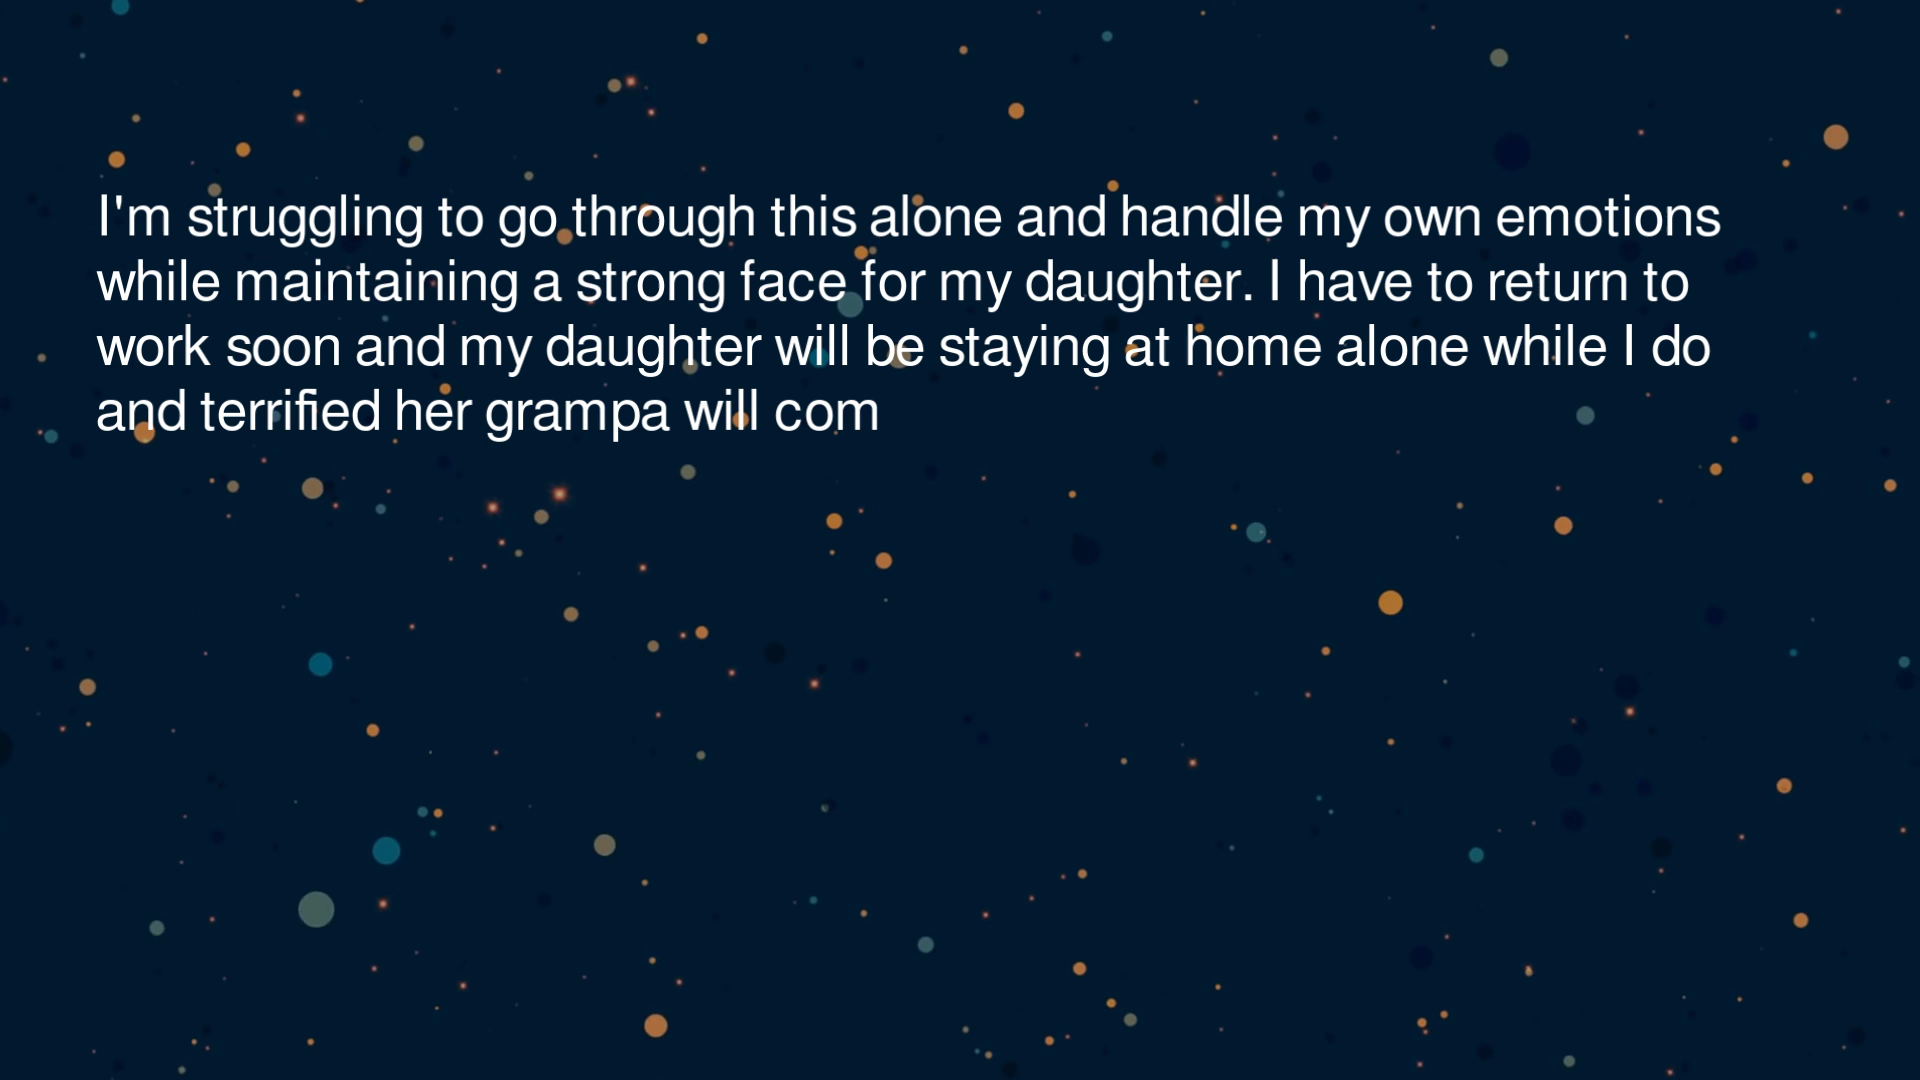 I'm struggling to go through this alone and handle my own emotions
while maintaining a strong face for my daughter. I have to return to
work soon and my daughter will be staying at home alone while I do
and terrified her grampa will com